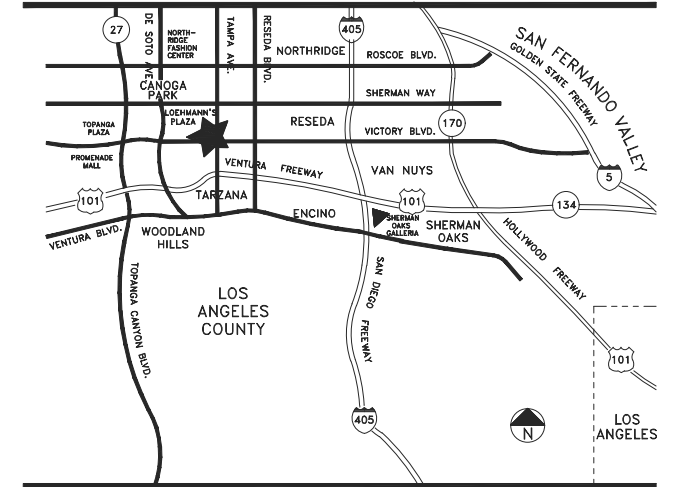 27
DE SOTO AVE.
NORTH-
RIDGE
FASHION
CENTER
TAMPA AVE.
RESEDA BLVD.
NORTHRIDGE
405
ROSCOE BLVD.
SAN FERNANDO VALLEY
GOLDEN STATE FREEWAY
CANOGA
PARK
SHERMAN WAY
LOEHMANN'S
PLAZA
TOPANGA
PLAZA
RESEDA
VICTORY BLVD.
170
PROMENADE
MALL
VENTURA FREEWAY
VAN NUYS
5
101
TARZANA
101
134
ENCINO
SHERMAN
OAKS
GALLERIA
SHERMAN
OAKS
VENTURA BLVD.
WOODLAND
HILLS
HOLLYWOOD FREEWAY
TOPANGA CANYON BLVD.
SAN DIEGO FREEWAY
LOS
ANGELES
COUNTY
101
405
N
LOS
ANGELES